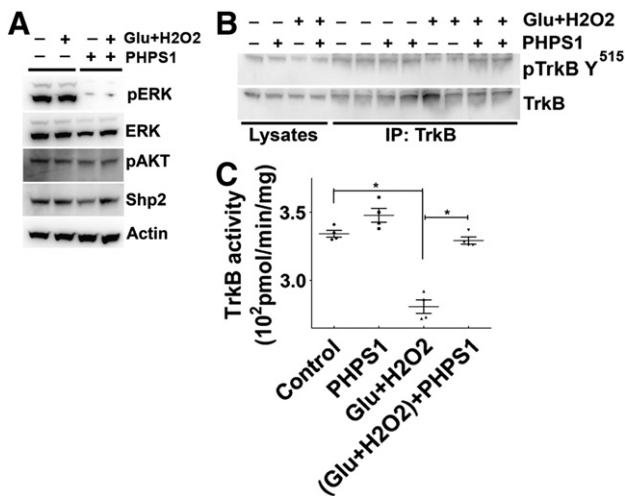 A
− + − + Glu+H2O2
− − + + PHPS1
pERK
ERK
pAKT
Shp2
Actin
B
− − + + − − − − + + + + Glu+H2O2
− + − + − − + + − − + + PHPS1
pTrkB Y515
TrkB
Lysates IP: TrkB
C
TrkB activity
(10²pmol/min/mg)
3.5
3.0
*
*
Control
PHPS1
Glu+H2O2
(Glu+H2O2)+PHPS1